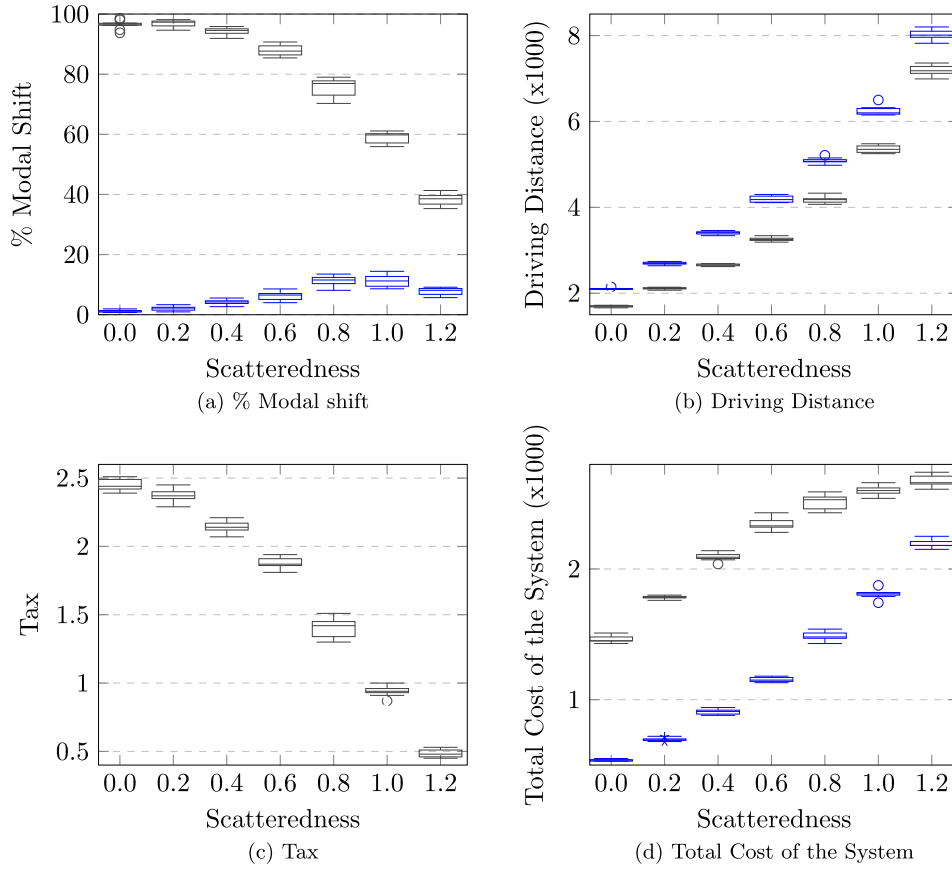 % Modal Shift
100
80
60
40
20
0
0.0 0.2 0.4 0.6 0.8 1.0 1.2
Scatteredness
(a) % Modal shift
Driving Distance (x1000)
8
6
4
2
0.0 0.2 0.4 0.6 0.8 1.0 1.2
Scatteredness
(b) Driving Distance
Tax
2.5
2
1.5
1
0.5
0.0 0.2 0.4 0.6 0.8 1.0 1.2
Scatteredness
(c) Tax
Total Cost of the System (x1000)
2
1
0.0 0.2 0.4 0.6 0.8 1.0 1.2
Scatteredness
(d) Total Cost of the System